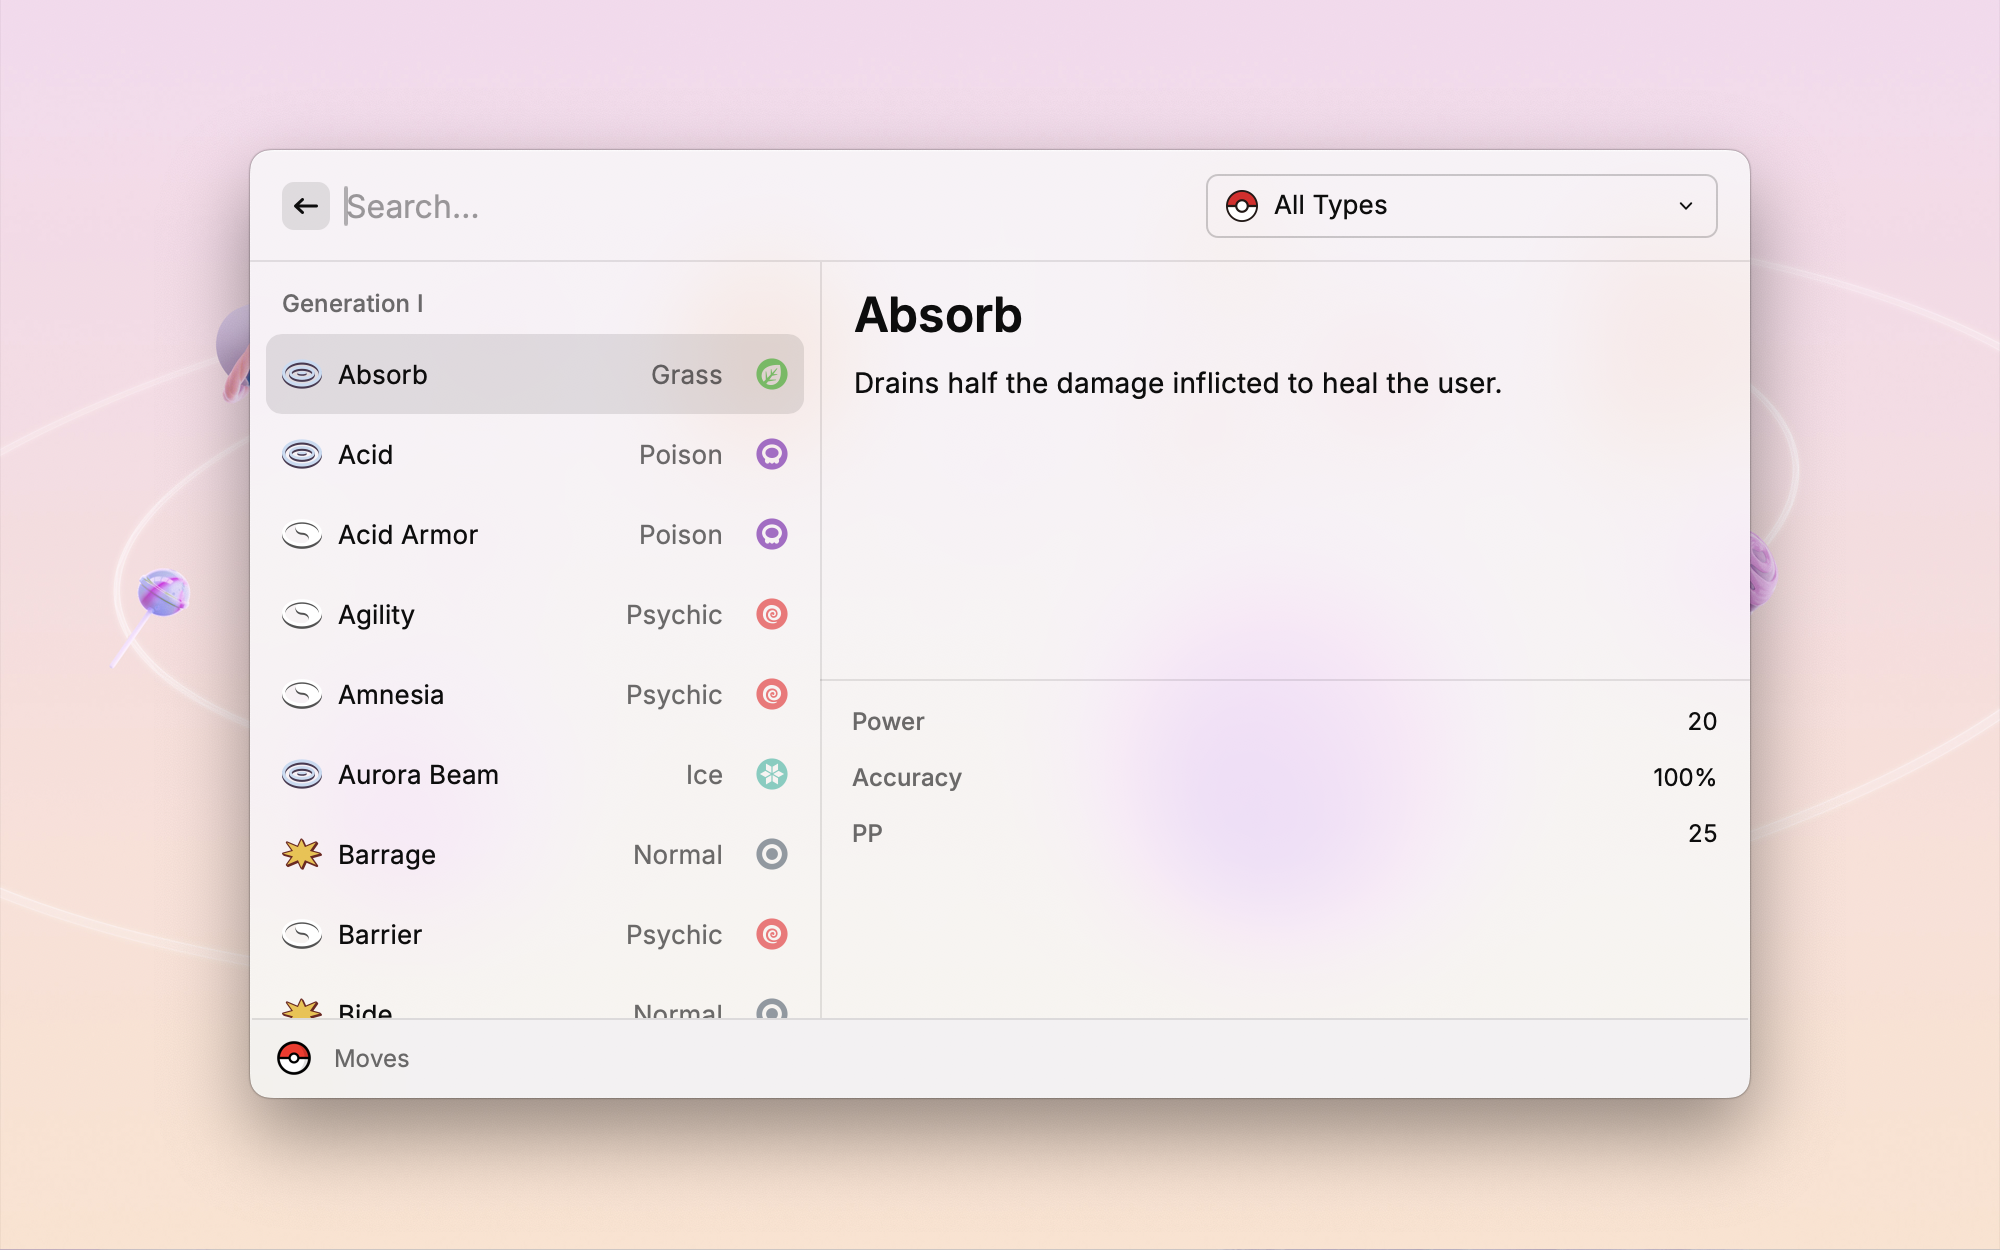 Search...
All Types
Generation I
Absorb Grass
Acid Poison
Acid Armor Poison
Agility Psychic
Amnesia Psychic
Aurora Beam Ice
Barrage Normal
Barrier Psychic
Bide Normal
Absorb
Drains half the damage inflicted to heal the user.
Power 20
Accuracy 100%
PP 25
Moves